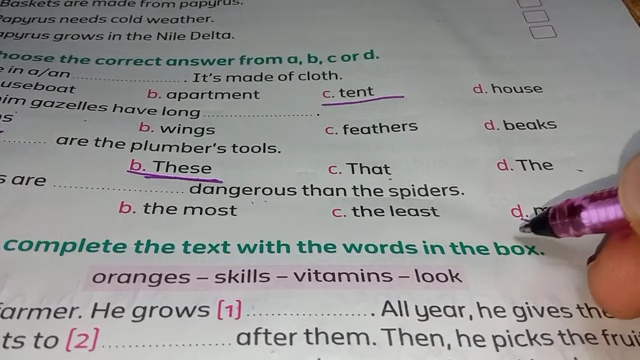 Baskets are made from papyrus.
Papyrus needs cold weather.
apyrus grows in the Nile Delta.
hoose the correct answer from a, b, c or d.
e in a/an .................... . It's made of cloth.
useboat b. apartment c. tent d. house
im gazelles have long .................... .
s b. wings c. feathers d. beaks
........ are the plumber's tools.
b. These c. That d. The
s are .................... dangerous than the spiders.
b. the most c. the least d.
complete the text with the words in the box.
oranges – skills – vitamins – look
farmer. He grows [1] .................... . All year, he gives the
ts to [2] .................... after them. Then, he picks the frui